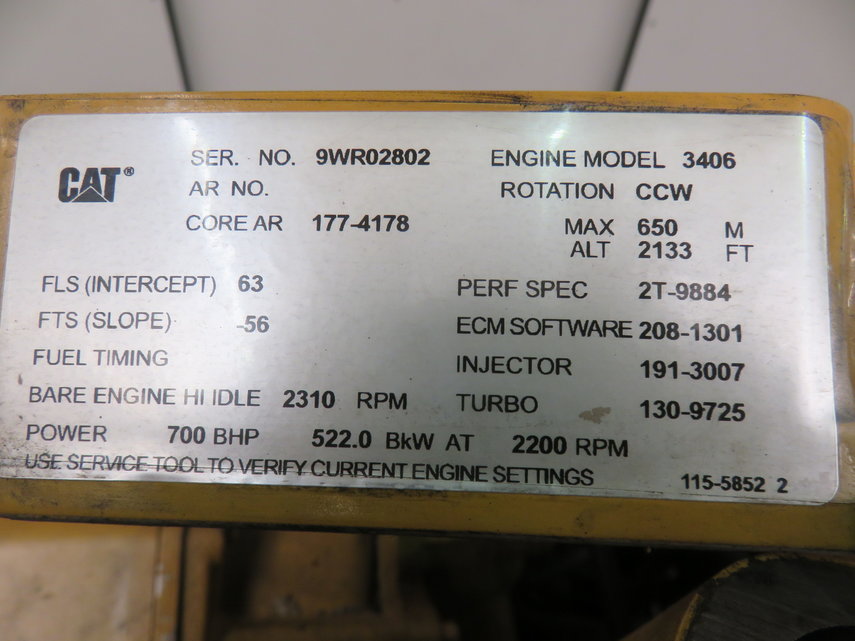 CAT®
SER. NO. 9WR02802 ENGINE MODEL 3406
AR NO. ROTATION CCW
CORE AR 177-4178 MAX 650 M
ALT 2133 FT
FLS (INTERCEPT) 63 PERF SPEC 2T-9884
FTS (SLOPE) -56 ECM SOFTWARE 208-1301
FUEL TIMING INJECTOR 191-3007
BARE ENGINE HI IDLE 2310 RPM TURBO 130-9725
POWER 700 BHP 522.0 BkW AT 2200 RPM
USE SERVICE TOOL TO VERIFY CURRENT ENGINE SETTINGS 115-5852 2